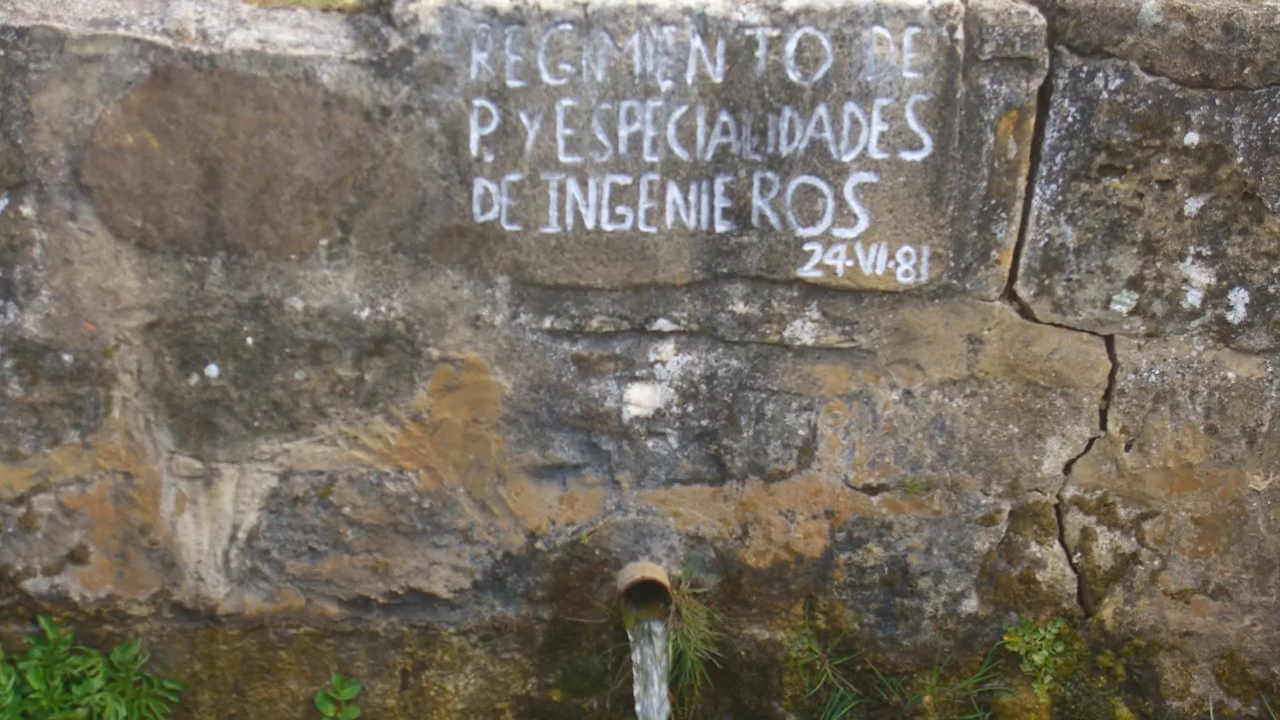 REGIMIENTO DE
P. Y ESPECIALIDADES
DE INGENIEROS
24·VI·81